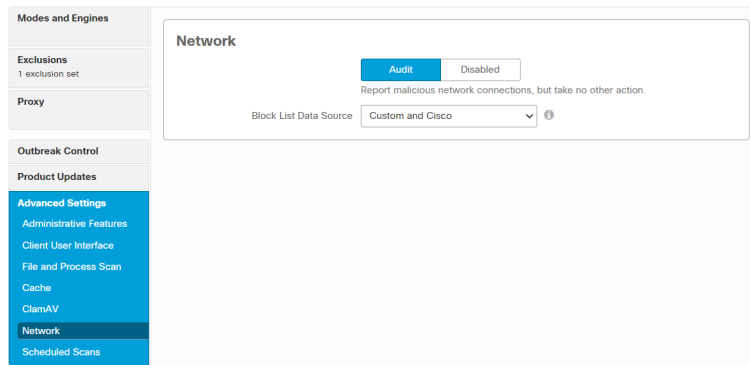 Modes and Engines
Exclusions
1 exclusion set
Proxy
Outbreak Control
Product Updates
Advanced Settings
Administrative Features
Client User Interface
File and Process Scan
Cache
ClamAV
Network
Scheduled Scans
Network
Audit Disabled
Report malicious network connections, but take no other action.
Block List Data Source Custom and Cisco